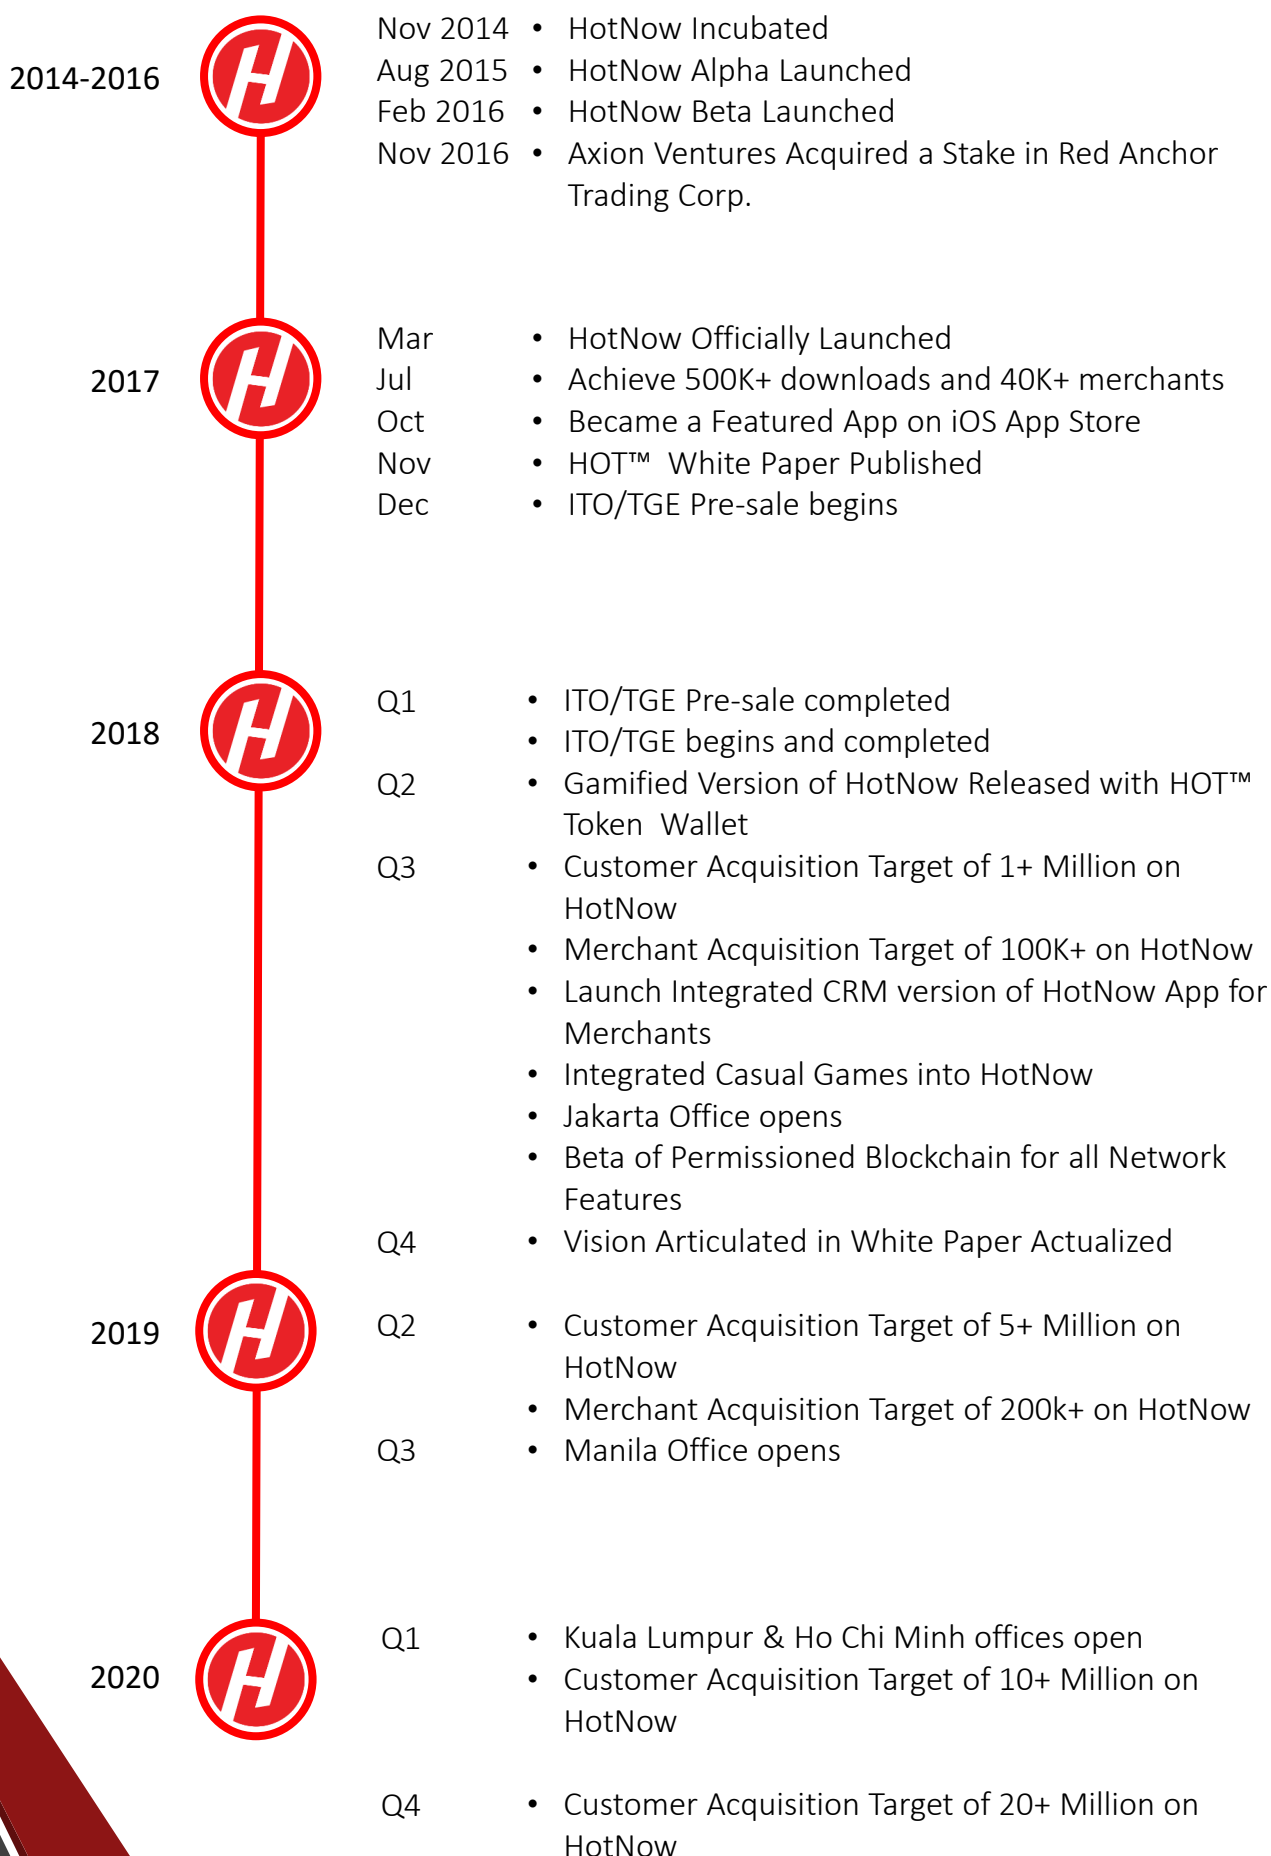 Nov 2014 • HotNow Incubated
2014-2016
Aug 2015 • HotNow Alpha Launched
Feb 2016 • HotNow Beta Launched
Nov 2016 • Axion Ventures Acquired a Stake in Red Anchor
Trading Corp.
2017
Mar • HotNow Officially Launched
Jul • Achieve 500K+ downloads and 40K+ merchants
Oct • Became a Featured App on iOS App Store
Nov • HOT™ White Paper Published
Dec • ITO/TGE Pre-sale begins
2018
Q1 • ITO/TGE Pre-sale completed
• ITO/TGE begins and completed
Q2 • Gamified Version of HotNow Released with HOT™
Token Wallet
Q3 • Customer Acquisition Target of 1+ Million on
HotNow
• Merchant Acquisition Target of 100K+ on HotNow
• Launch Integrated CRM version of HotNow App for
Merchants
• Integrated Casual Games into HotNow
• Jakarta Office opens
• Beta of Permissioned Blockchain for all Network
Features
Q4 • Vision Articulated in White Paper Actualized
2019
Q2 • Customer Acquisition Target of 5+ Million on
HotNow
• Merchant Acquisition Target of 200k+ on HotNow
Q3 • Manila Office opens
2020
Q1 • Kuala Lumpur & Ho Chi Minh offices open
• Customer Acquisition Target of 10+ Million on
HotNow
Q4 • Customer Acquisition Target of 20+ Million on
HotNow